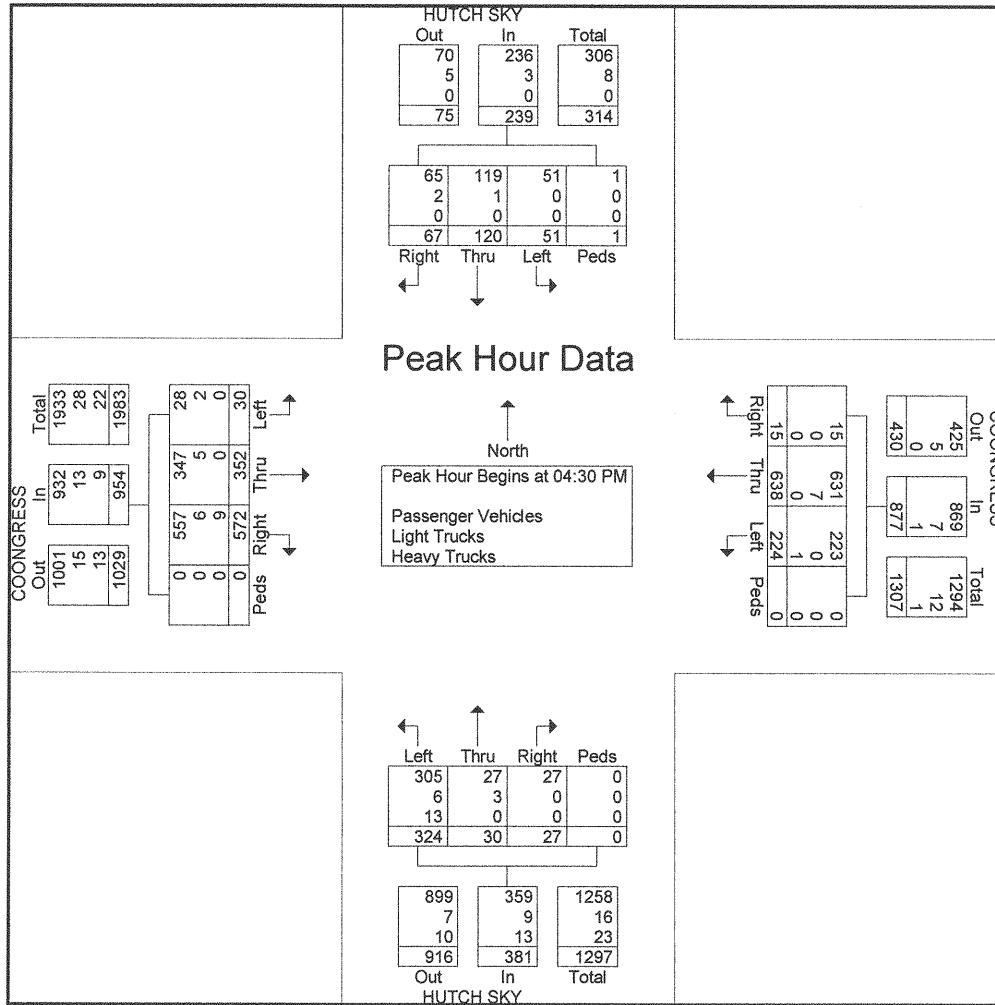 HUTCH SKY
Out In Total
70 236 306
5 3 8
0 0 0
75 239 314
65 119 51 1
2 1 0 0
0 0 0 0
67 120 51 1
Right Thru Left Peds
Peak Hour Data
COONGRESS
Out In Total
1001 932 1933
15 13 28
13 9 22
1029 954 1983
Left Thru Right Peds
28 347 557 0
2 5 6 0
0 0 9 0
30 352 572 0
North
Peak Hour Begins at 04:30 PM
Passenger Vehicles
Light Trucks
Heavy Trucks
Right Thru Left Peds
15 631 223 0
0 7 0 0
0 0 1 0
15 638 224 0
COONGRESS
Out In Total
425 869 1294
5 7 12
0 1 1
430 877 1307
Left Thru Right Peds
305 27 27 0
6 3 0 0
13 0 0 0
324 30 27 0
899 359 1258
7 9 16
10 13 23
916 381 1297
Out In Total
HUTCH SKY